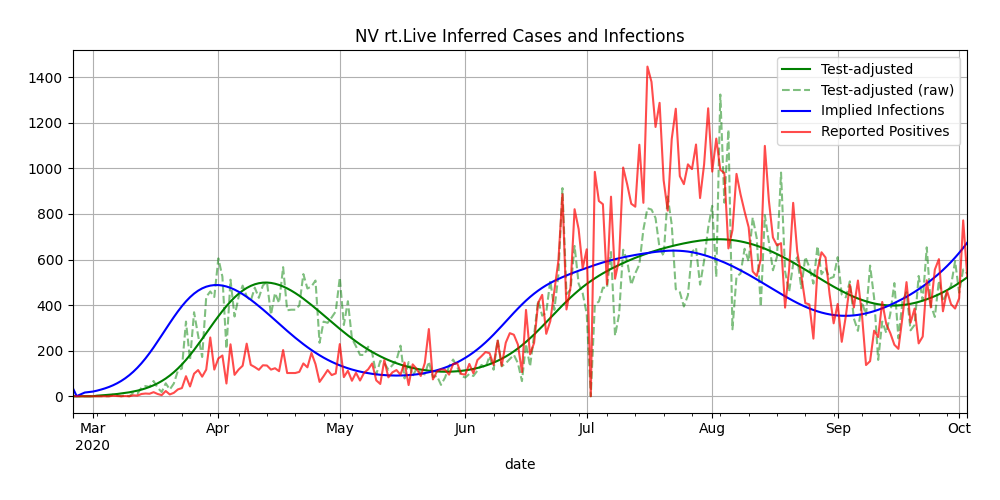 NV rt.Live Inferred Cases and Infections
1400
1200
1000
800
600
400
200
0
Test-adjusted
Test-adjusted (raw)
Implied Infections
Reported Positives
Mar
2020
Apr
May
Jun
Jul
Aug
Sep
Oct
date